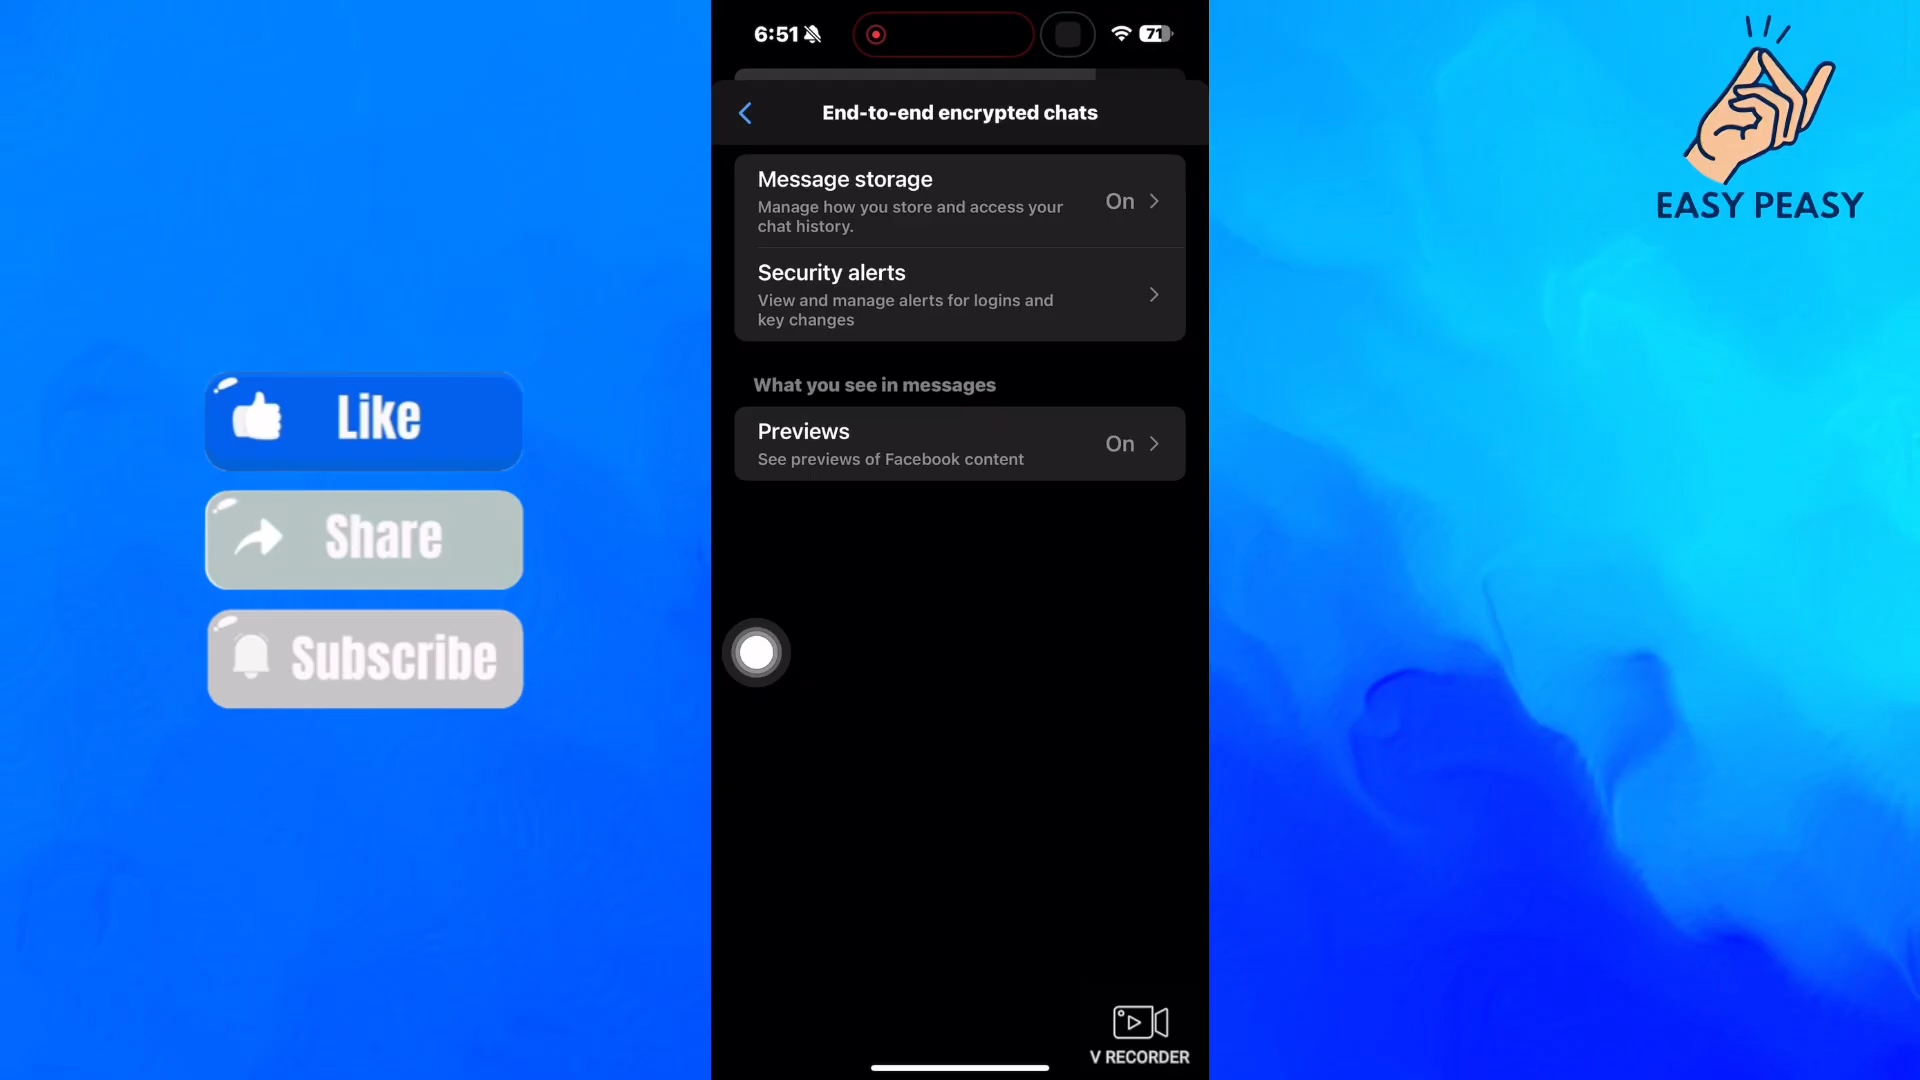 6:51
71
End-to-end encrypted chats
Message storage
Manage how you store and access your
chat history.
On
Security alerts
View and manage alerts for logins and
key changes
What you see in messages
Previews
See previews of Facebook content
On
Like
Share
Subscribe
EASY PEASY
V RECORDER